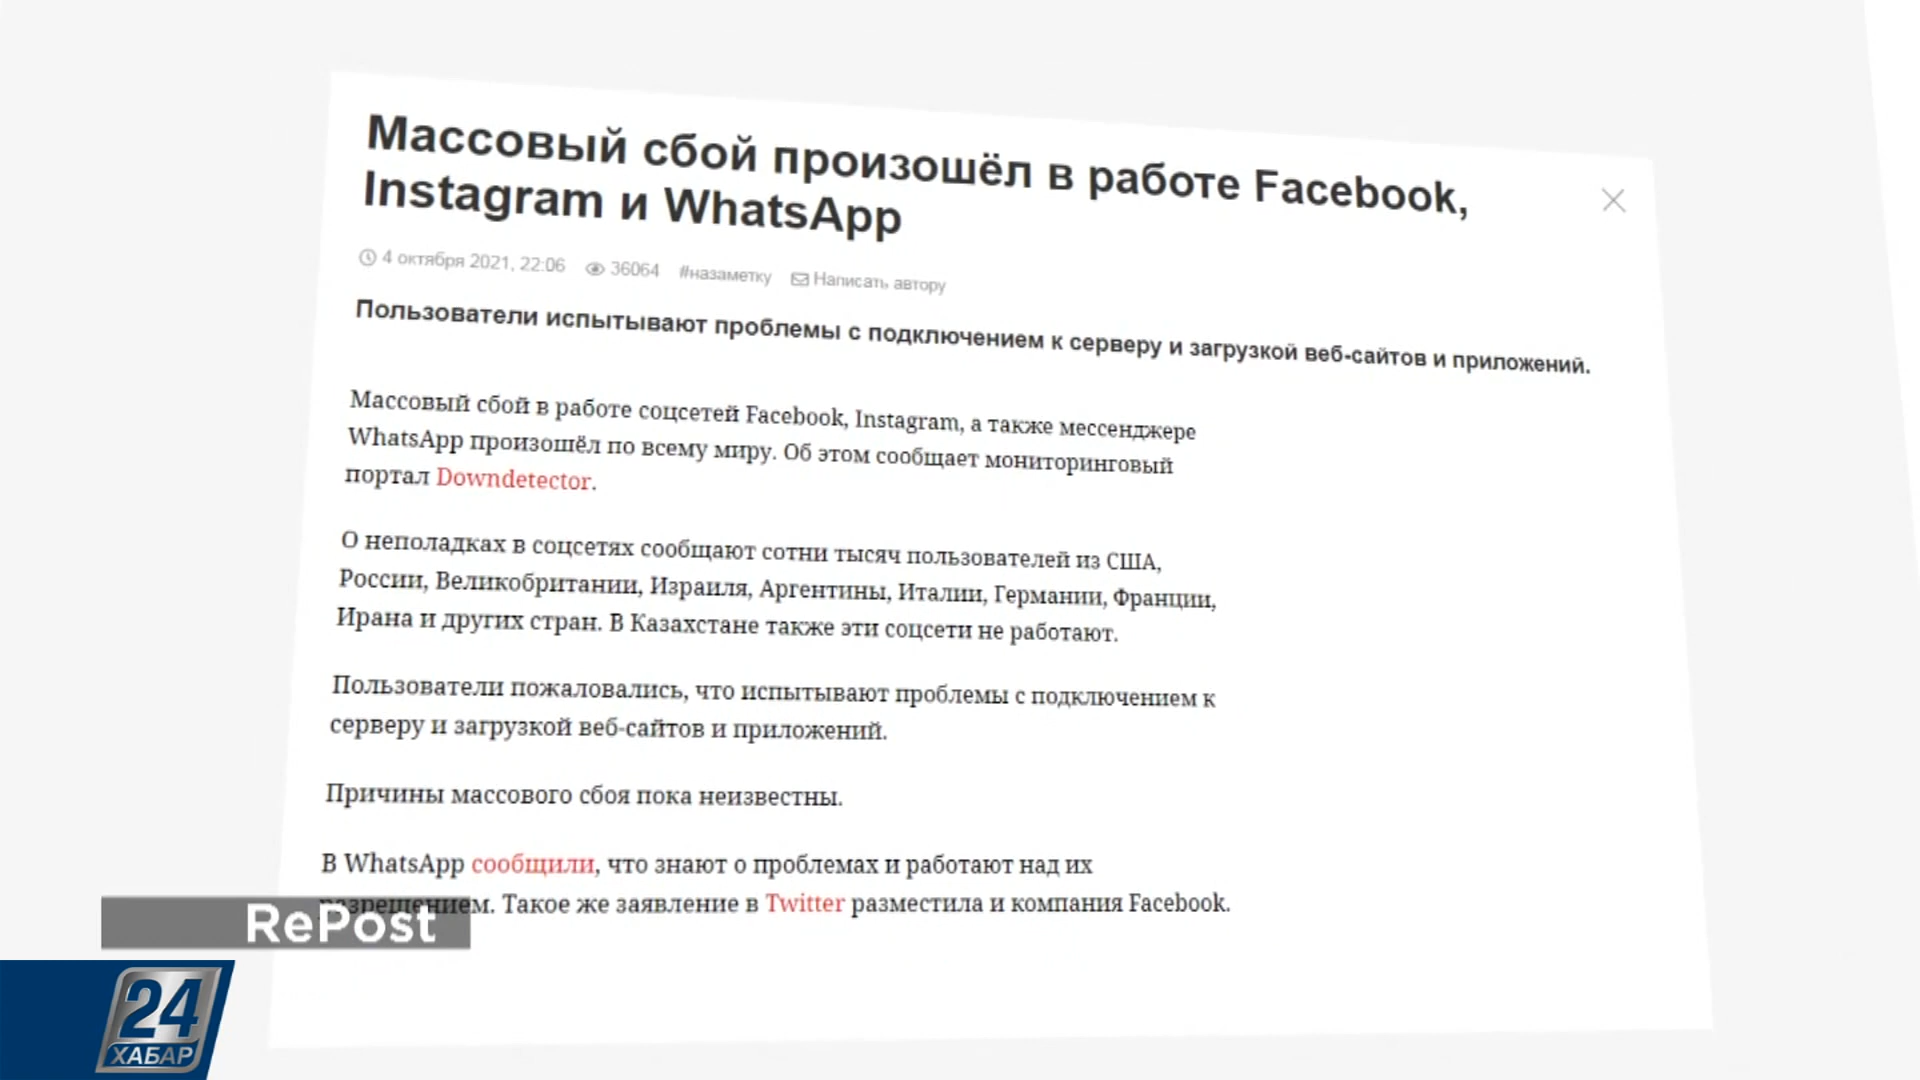 Массовый сбой произошёл в работе Facebook,
Instagram и WhatsApp
4 октября 2021, 22:06 36064 #назаметку Написать автору
Пользователи испытывают проблемы с подключением к серверу и загрузкой веб-сайтов и приложений.
Массовый сбой в работе соцсетей Facebook, Instagram, а также мессенджере
WhatsApp произошёл по всему миру. Об этом сообщает мониторинговый
портал Downdetector.
О неполадках в соцсетях сообщают сотни тысяч пользователей из США,
России, Великобритании, Израиля, Аргентины, Италии, Германии, Франции,
Ирана и других стран. В Казахстане также эти соцсети не работают.
Пользователи пожаловались, что испытывают проблемы с подключением к
серверу и загрузкой веб-сайтов и приложений.
Причины массового сбоя пока неизвестны.
В WhatsApp сообщили, что знают о проблемах и работают над их
разрешением. Такое же заявление в Twitter разместила и компания Facebook.
RePost
24
ХАБАР